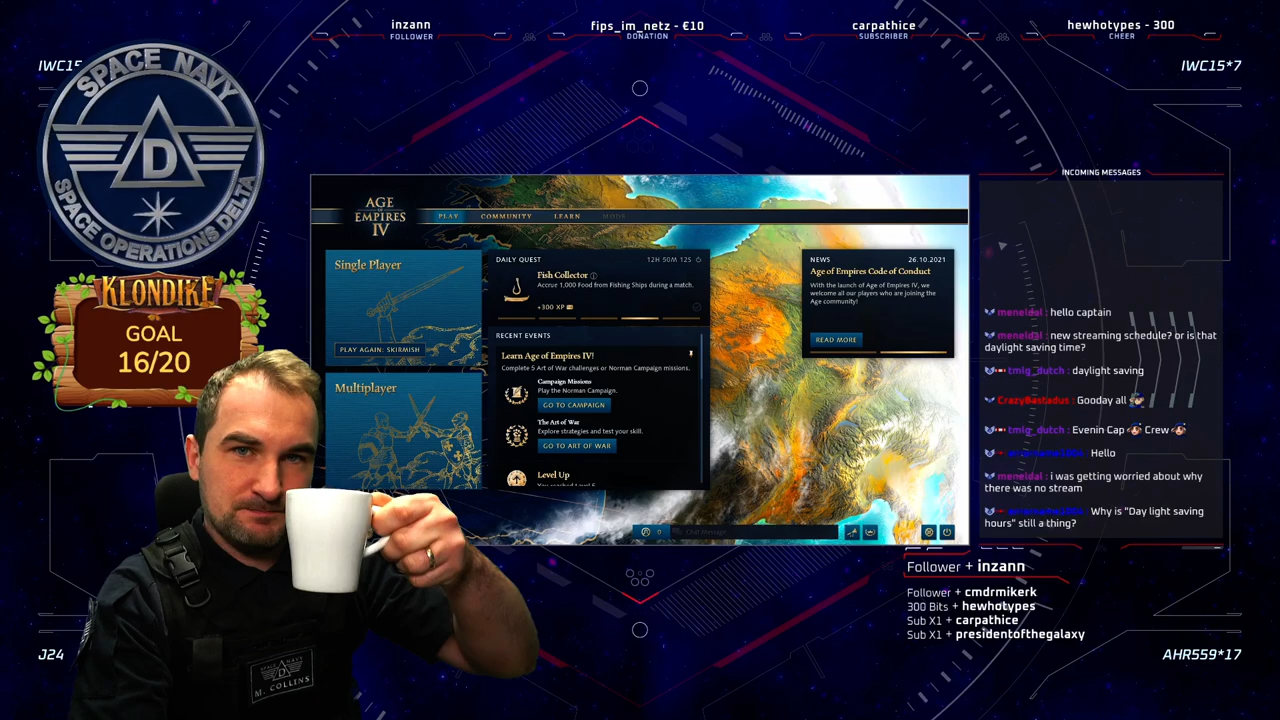 inzann
FOLLOWER
fips_im_netz - €10
DONATION
carpathice
SUBSCRIBER
hewhotypes - 300
CHEER
IWC15
IWC15*7
SPACE NAVY
D
SPACE OPERATIONS DELTA
KLONDIKE
GOAL
16/20
AGE
OF
EMPIRES
IV
PLAY
COMMUNITY
LEARN
MODS
Single Player
PLAY AGAIN: SKIRMISH
Multiplayer
DAILY QUEST
12H 50M 12S
Fish Collector
Accrue 1,000 Food from Fishing Ships during a match.
+300 XP
RECENT EVENTS
Learn Age of Empires IV!
Complete 5 Art of War challenges or Norman Campaign missions.
Campaign Missions
Play the Norman Campaign.
GO TO CAMPAIGN
The Art of War
Explore strategies and test your skill.
GO TO ART OF WAR
Level Up
You reached Level 5
NEWS
26.10.2021
Age of Empires Code of Conduct
With the launch of Age of Empires IV, we
welcome all our players who are joining the
Age community!
READ MORE
0
Chat Message
INCOMING MESSAGES
meneldal : hello captain
meneldal : new streaming schedule? or is that
daylight saving time?
tmig_dutch : daylight saving
CrazyBastadus : Gooday all
tmig_dutch : Evenin Cap Crew
: Hello
meneldal : i was getting worried about why
there was no stream
: Why is "Day light saving
hours" still a thing?
Follower + inzann
Follower + cmdrmikerk
300 Bits + hewhotypes
Sub X1 + carpathice
Sub X1 + presidentofthegalaxy
SPACE NAVY
D
M. COLLINS
J24
AHR559*17